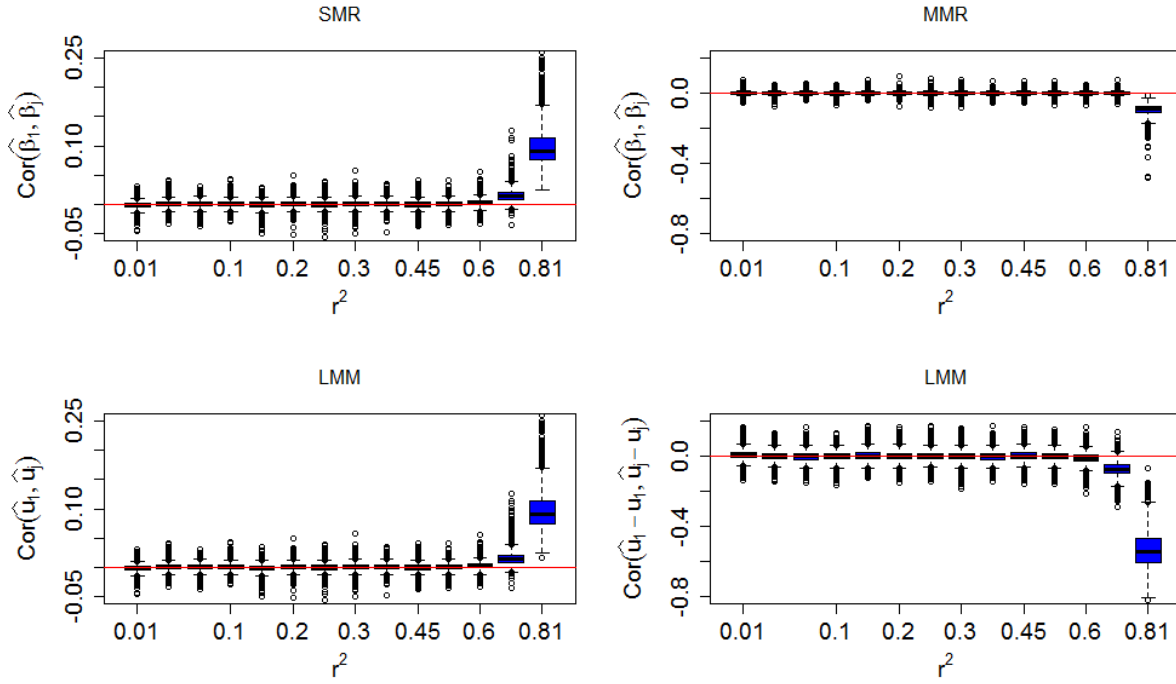 SMR
Cor(β̂1, β̂j)
-0.05 0.10 0.25
0.01 0.1 0.2 0.3 0.45 0.6 0.81
r²
MMR
Cor(β̂1, β̂j)
-0.8 -0.4 0.0
0.01 0.1 0.2 0.3 0.45 0.6 0.81
r²
LMM
Cor(û1, ûj)
-0.05 0.10 0.25
0.01 0.1 0.2 0.3 0.45 0.6 0.81
r²
LMM
Cor(û1 − u1, ûj − uj)
-0.8 -0.4 0.0
0.01 0.1 0.2 0.3 0.45 0.6 0.81
r²